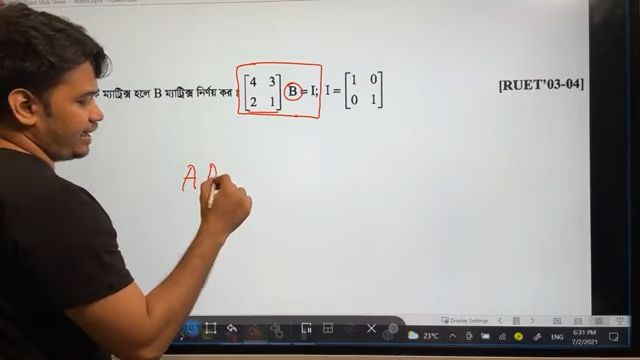 ম্যাট্রিক্স হলে B ম্যাট্রিক্স নির্ণয় কর : [4 3 B = I; I = [1 0 [RUET'03-04]
2 1] 0 1]
A A
Display Settings
23°C ENG 6:31 PM
7/2/2021